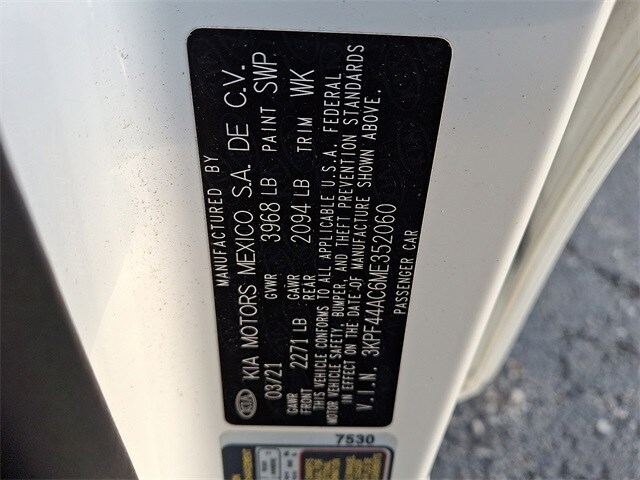 MANUFACTURED BY
KIA KIA MOTORS MEXICO S.A. DE C.V.
03/21 GVWR 3968 LB PAINT SWP
GAWR FRONT 2271 LB GAWR REAR 2094 LB TRIM WK
THIS VEHICLE CONFORMS TO ALL APPLICABLE U.S.A. FEDERAL
MOTOR VEHICLE SAFETY, BUMPER, AND THEFT PREVENTION STANDARDS
IN EFFECT ON THE DATE OF MANUFACTURE SHOWN ABOVE.
V.I.N. 3KPF44AC6ME352060
PASSENGER CAR
7530